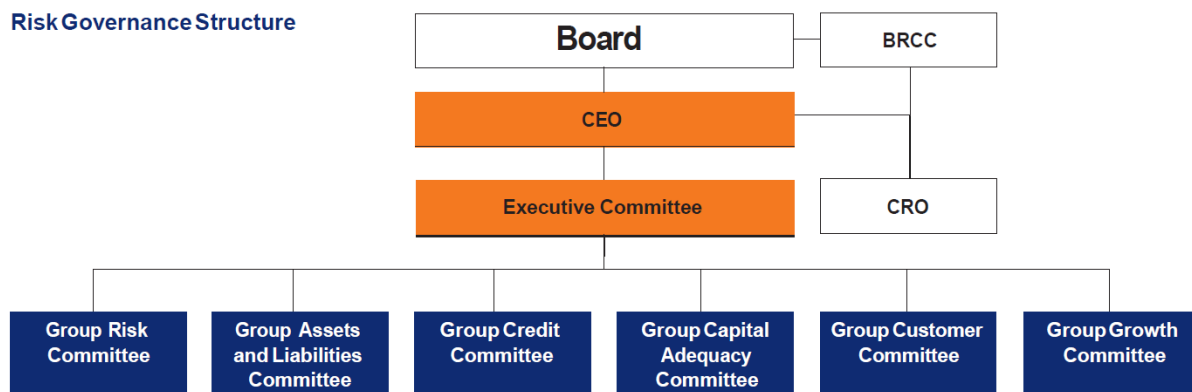 Risk Governance Structure
Board
BRCC
CEO
Executive Committee
CRO
Group Risk
Committee
Group Assets
and Liabilities
Committee
Group Credit
Committee
Group Capital
Adequacy
Committee
Group Customer
Committee
Group Growth
Committee